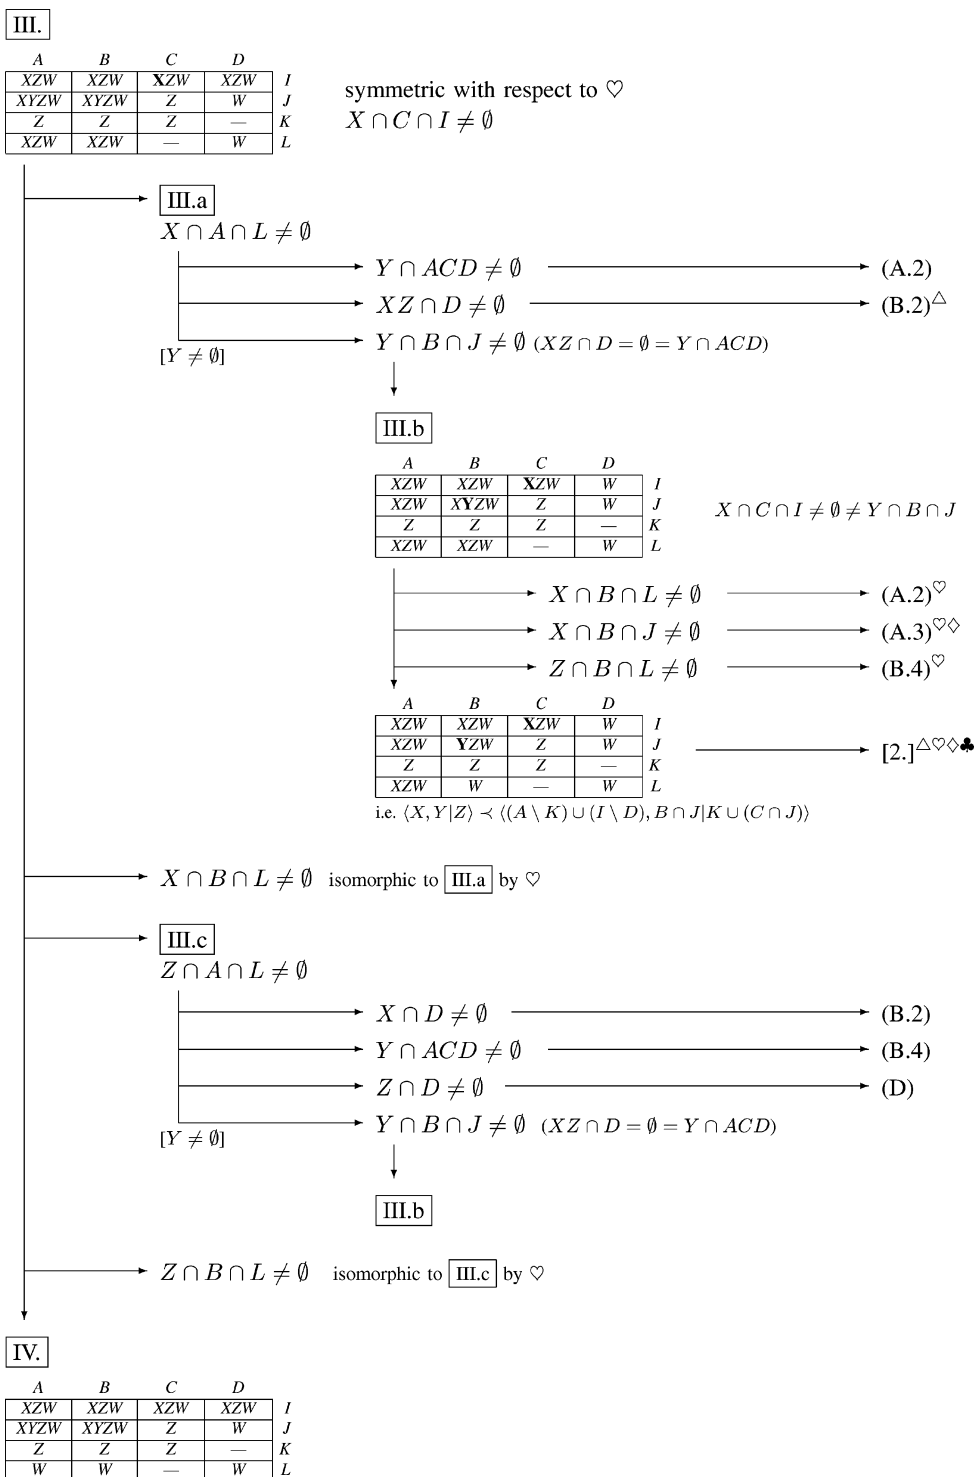 III.
A B C D
XZW XZW XZW XZW I
XYZW XYZW Z W J
Z Z Z — K
XZW XZW — W L
symmetric with respect to ♡
X ∩ C ∩ I ≠ ∅
III.a
X ∩ A ∩ L ≠ ∅
Y ∩ ACD ≠ ∅ (A.2)
XZ ∩ D ≠ ∅ (B.2)△
[Y ≠ ∅] Y ∩ B ∩ J ≠ ∅ (XZ ∩ D = ∅ = Y ∩ ACD)
III.b
A B C D
XZW XZW XZW W I
XZW XYZW Z W J
Z Z Z — K
XZW XZW — W L
X ∩ C ∩ I ≠ ∅ ≠ Y ∩ B ∩ J
X ∩ B ∩ L ≠ ∅ (A.2)♡
X ∩ B ∩ J ≠ ∅ (A.3)♡♢
Z ∩ B ∩ L ≠ ∅ (B.4)♡
A B C D
XZW XZW XZW W I
XZW YZW Z W J
Z Z Z — K
XZW W — W L
[2.]△♡♢♣
i.e. ⟨X, Y|Z⟩ ≺ ⟨(A \ K) ∪ (I \ D), B ∩ J|K ∪ (C ∩ J)⟩
X ∩ B ∩ L ≠ ∅ isomorphic to III.a by ♡
III.c
Z ∩ A ∩ L ≠ ∅
X ∩ D ≠ ∅ (B.2)
Y ∩ ACD ≠ ∅ (B.4)
Z ∩ D ≠ ∅ (D)
[Y ≠ ∅] Y ∩ B ∩ J ≠ ∅ (XZ ∩ D = ∅ = Y ∩ ACD)
III.b
Z ∩ B ∩ L ≠ ∅ isomorphic to III.c by ♡
IV.
A B C D
XZW XZW XZW XZW I
XYZW XYZW Z W J
Z Z Z — K
W W — W L